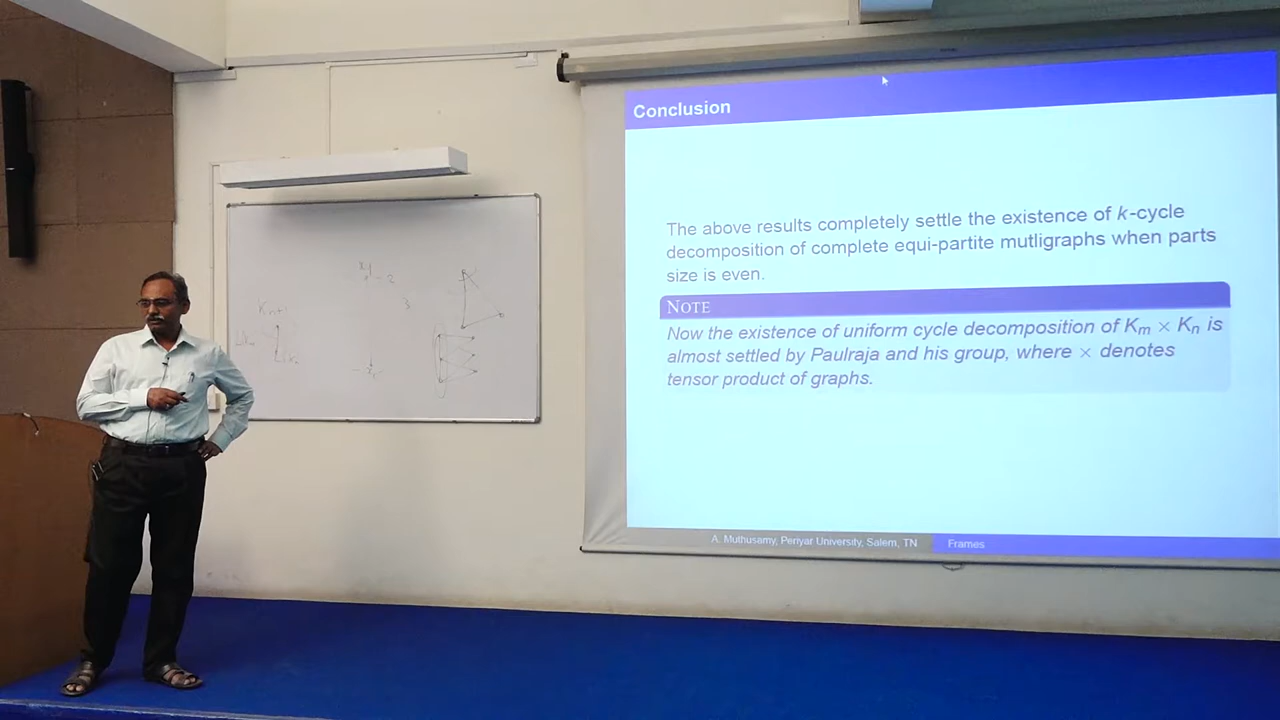 Conclusion
The above results completely settle the existence of k-cycle
decomposition of complete equi-partite mutligraphs when parts
size is even.
NOTE
Now the existence of uniform cycle decomposition of Km × Kn is
almost settled by Paulraja and his group, where × denotes
tensor product of graphs.
A. Muthusamy, Periyar University, Salem, TN
Frames
3